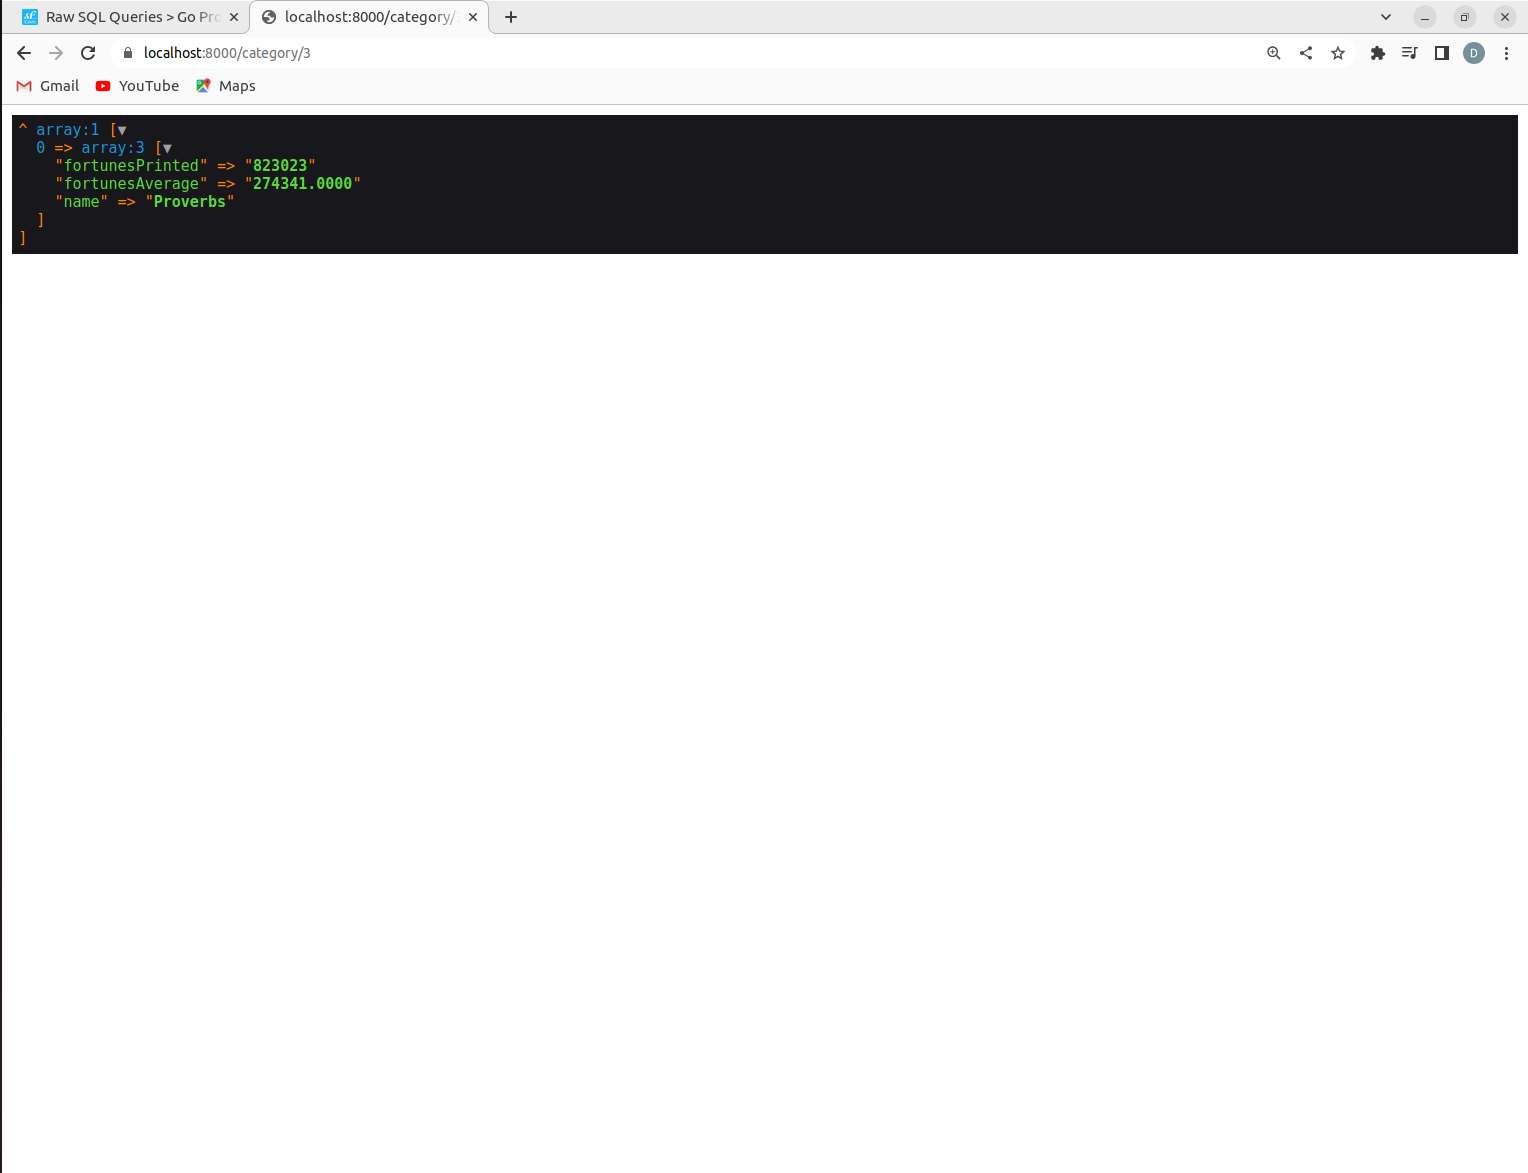 Raw SQL Queries > Go Pro
localhost:8000/category/
localhost:8000/category/3
D
Gmail
YouTube
Maps
^ array:1 [▼
  0 => array:3 [▼
    "fortunesPrinted" => "823023"
    "fortunesAverage" => "274341.0000"
    "name" => "Proverbs"
  ]
]